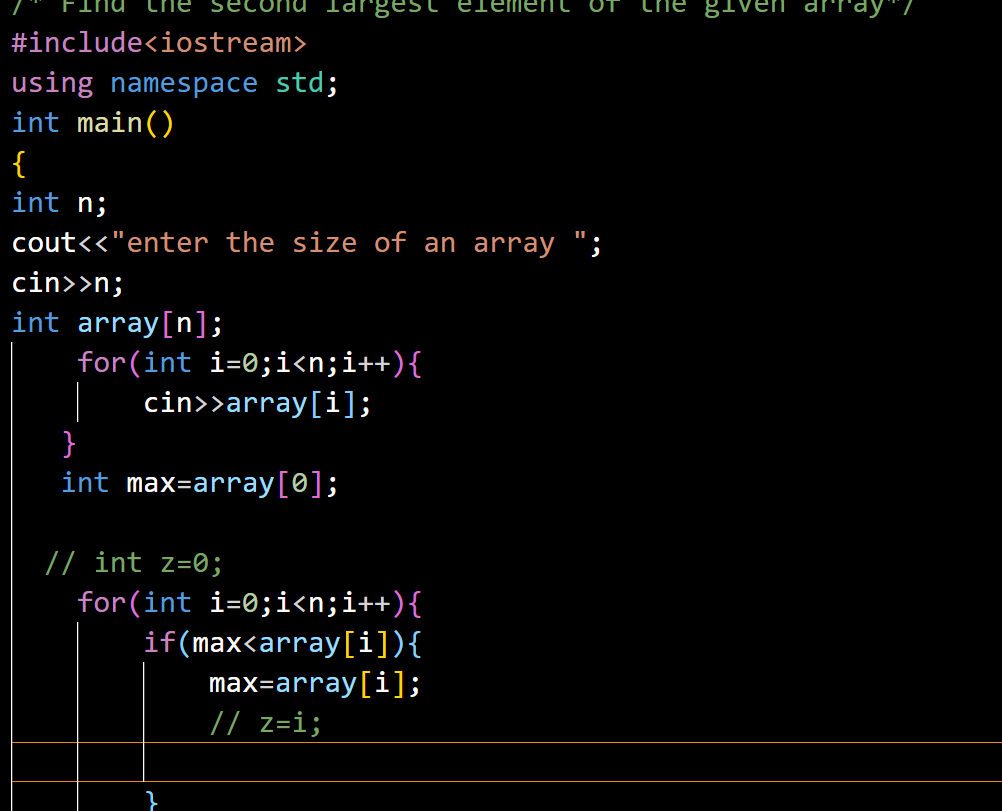 /* Find the second largest element of the given array*/
#include<iostream>
using namespace std;
int main()
{
int n;
cout<<"enter the size of an array ";
cin>>n;
int array[n];
    for(int i=0;i<n;i++){
        cin>>array[i];
   }
   int max=array[0];
  // int z=0;
    for(int i=0;i<n;i++){
        if(max<array[i]){
            max=array[i];
            // z=i;
        }